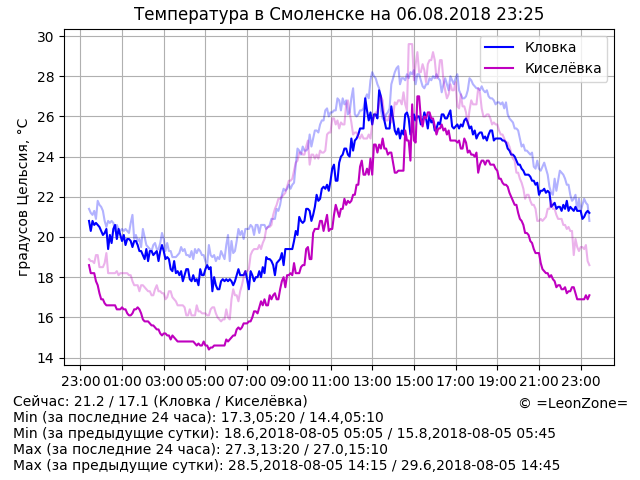 Температура в Смоленске на 06.08.2018 23:25
Кловка
Киселёвка
градусов Цельсия, °C
30
28
26
24
22
20
18
16
14
23:00 01:00 03:00 05:00 07:00 09:00 11:00 13:00 15:00 17:00 19:00 21:00 23:00
Сейчас: 21.2 / 17.1 (Кловка / Киселёвка)
© =LeonZone=
Min (за последние 24 часа): 17.3,05:20 / 14.4,05:10
Min (за предыдущие сутки): 18.6,2018-08-05 05:05 / 15.8,2018-08-05 05:45
Max (за последние 24 часа): 27.3,13:20 / 27.0,15:10
Max (за предыдущие сутки): 28.5,2018-08-05 14:15 / 29.6,2018-08-05 14:45